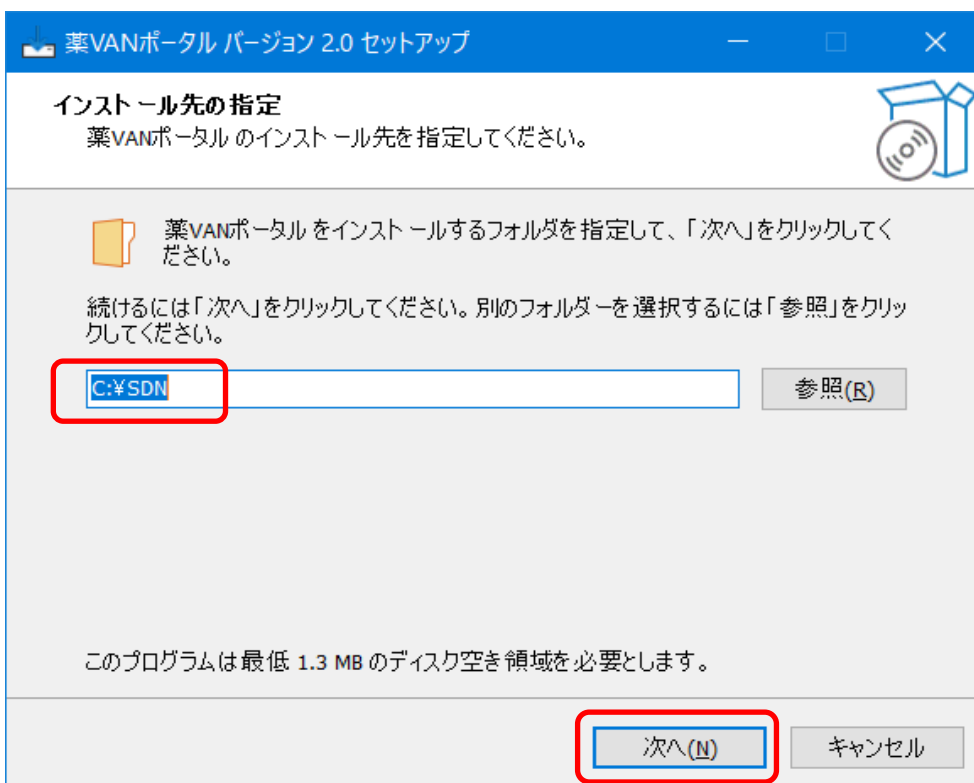 薬VANポータル バージョン 2.0 セットアップ
インストール先の指定
薬VANポータル のインストール先を指定してください。
薬VANポータル をインストールするフォルダを指定して、「次へ」をクリックしてく
ださい。
続けるには「次へ」をクリックしてください。別のフォルダーを選択するには「参照」をクリッ
クしてください。
C:¥SDN
参照(R)
このプログラムは最低 1.3 MB のディスク空き領域を必要とします。
次へ(N)
キャンセル